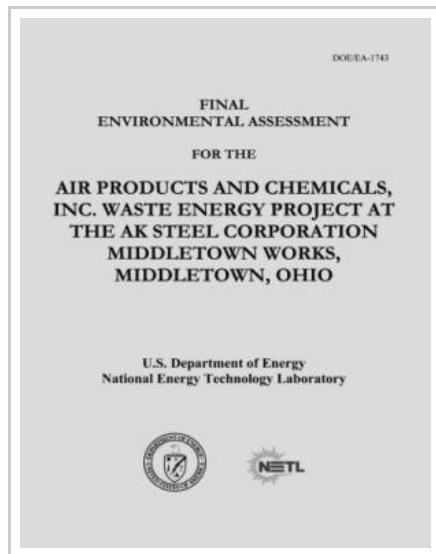 DOE/EA-1743
FINAL
ENVIRONMENTAL ASSESSMENT
FOR THE
AIR PRODUCTS AND CHEMICALS,
INC. WASTE ENERGY PROJECT AT
THE AK STEEL CORPORATION
MIDDLETOWN WORKS,
MIDDLETOWN, OHIO
U.S. Department of Energy
National Energy Technology Laboratory
NETL